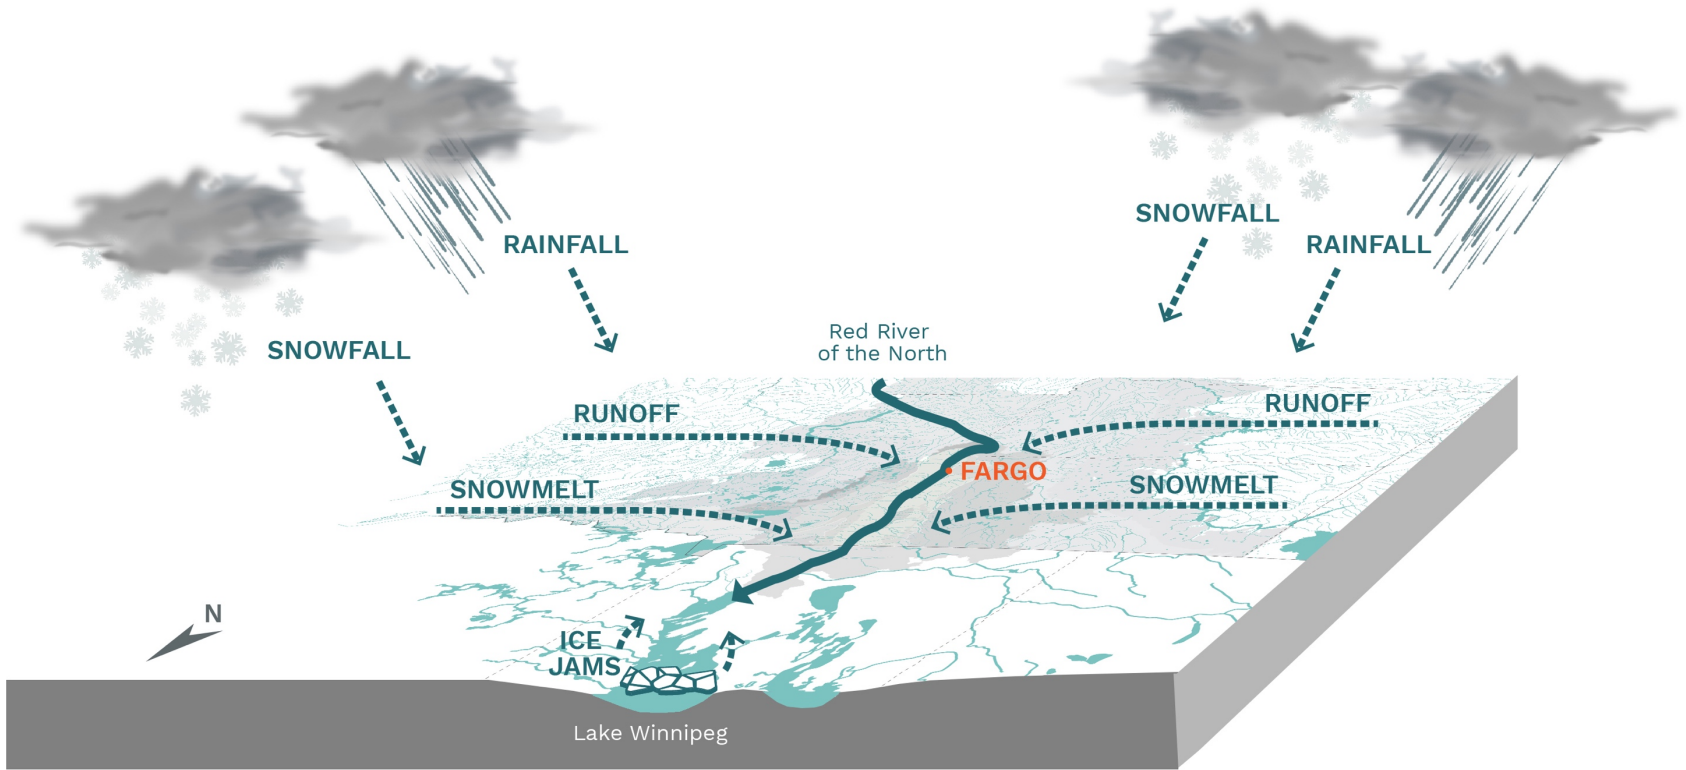 SNOWFALL
RAINFALL
RAINFALL
SNOWFALL
Red River
of the North
RUNOFF
RUNOFF
FARGO
SNOWMELT
SNOWMELT
N
ICE
JAMS
Lake Winnipeg